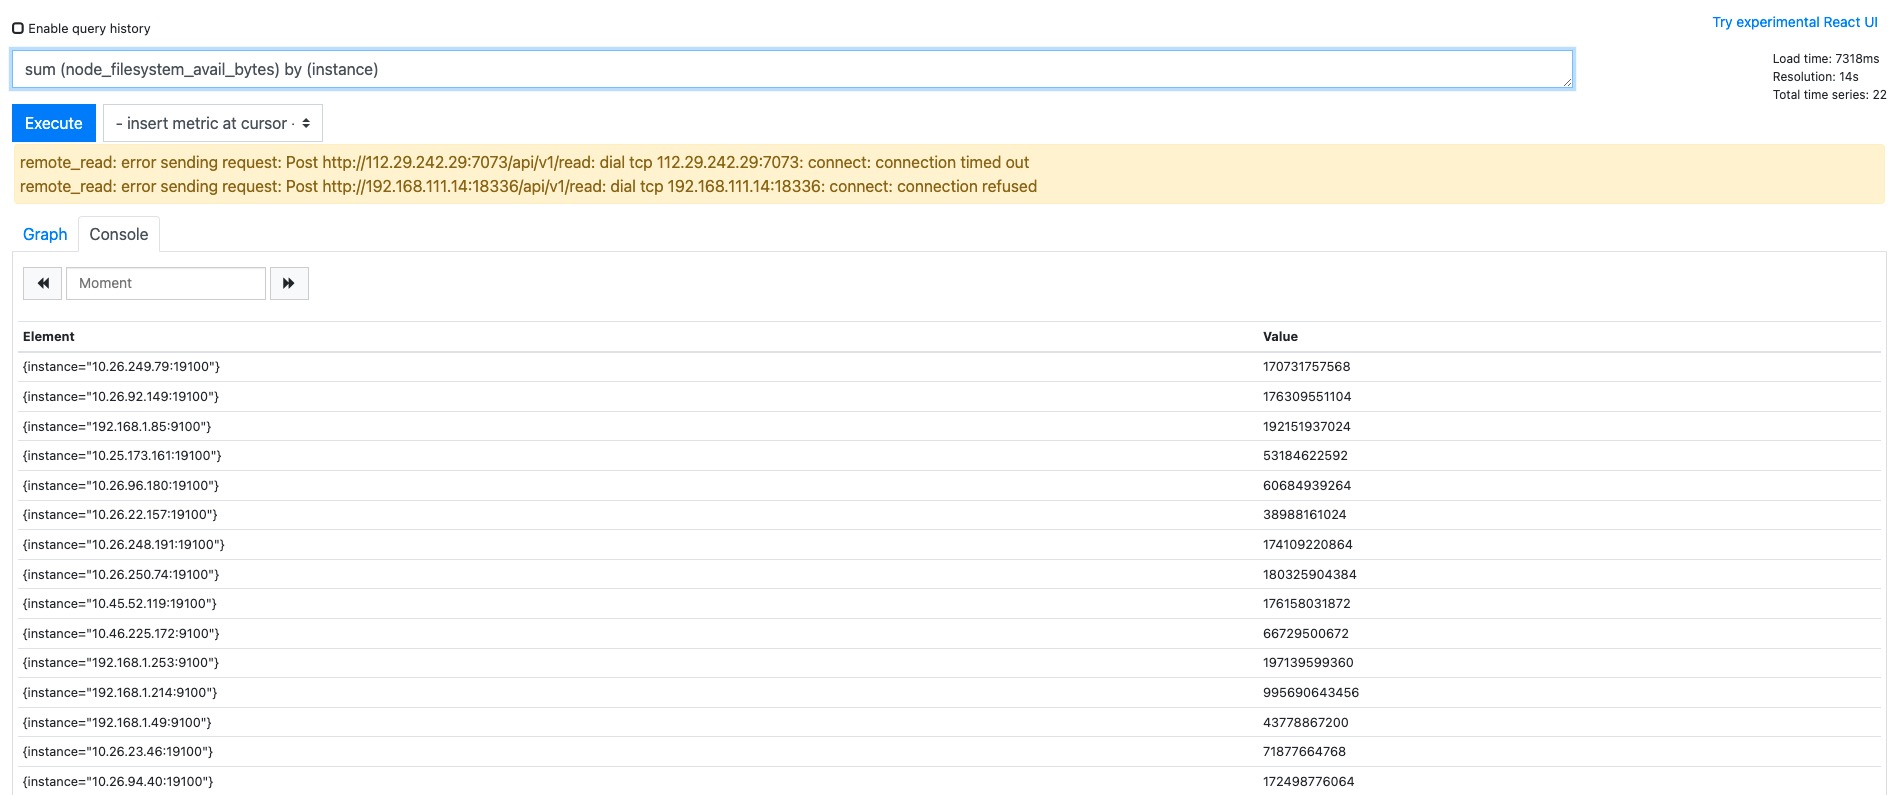 Enable query history
Try experimental React UI
sum (node_filesystem_avail_bytes) by (instance)
Load time: 7318ms
Resolution: 14s
Total time series: 22
Execute
- insert metric at cursor -
remote_read: error sending request: Post http://112.29.242.29:7073/api/v1/read: dial tcp 112.29.242.29:7073: connect: connection timed out
remote_read: error sending request: Post http://192.168.111.14:18336/api/v1/read: dial tcp 192.168.111.14:18336: connect: connection refused
Graph Console
Moment
Element Value
{instance="10.26.249.79:19100"} 170731757568
{instance="10.26.92.149:19100"} 176309551104
{instance="192.168.1.85:9100"} 192151937024
{instance="10.25.173.161:19100"} 53184622592
{instance="10.26.96.180:19100"} 60684939264
{instance="10.26.22.157:19100"} 38988161024
{instance="10.26.248.191:19100"} 174109220864
{instance="10.26.250.74:19100"} 180325904384
{instance="10.45.52.119:19100"} 176158031872
{instance="10.46.225.172:9100"} 66729500672
{instance="192.168.1.253:9100"} 197139599360
{instance="192.168.1.214:9100"} 995690643456
{instance="192.168.1.49:9100"} 43778867200
{instance="10.26.23.46:19100"} 71877664768
{instance="10.26.94.40:19100"} 172498776064